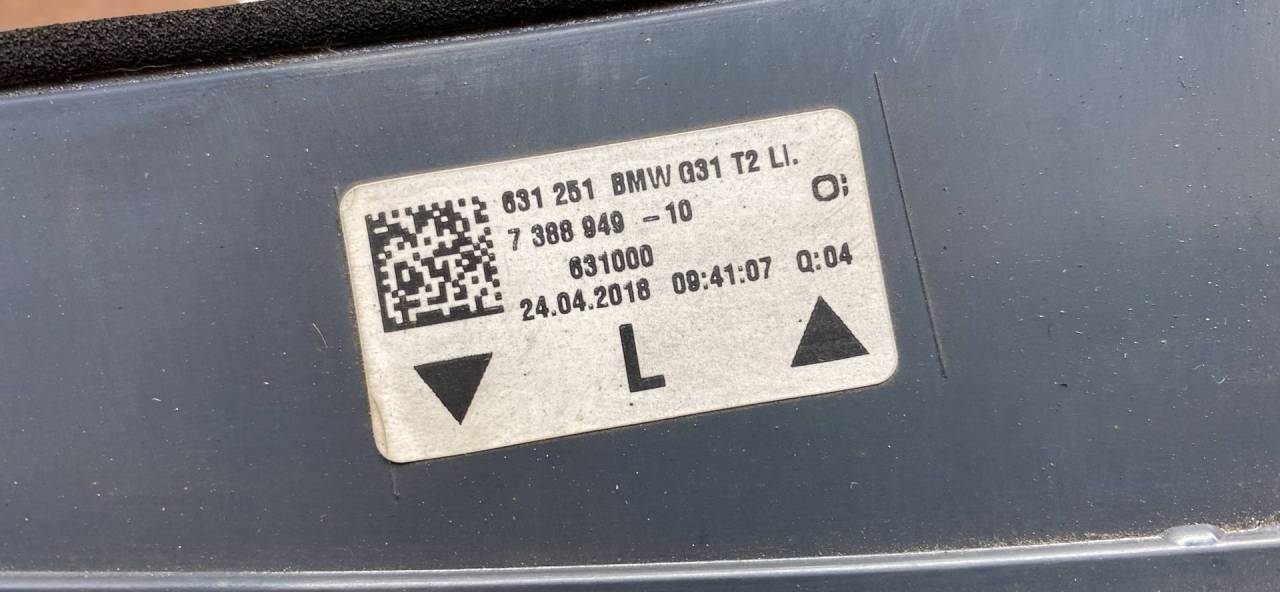 631 251 BMW G31 T2 LI.
7 388 949 -10 O;
631000
24.04.2018 09:41:07 Q:04
L